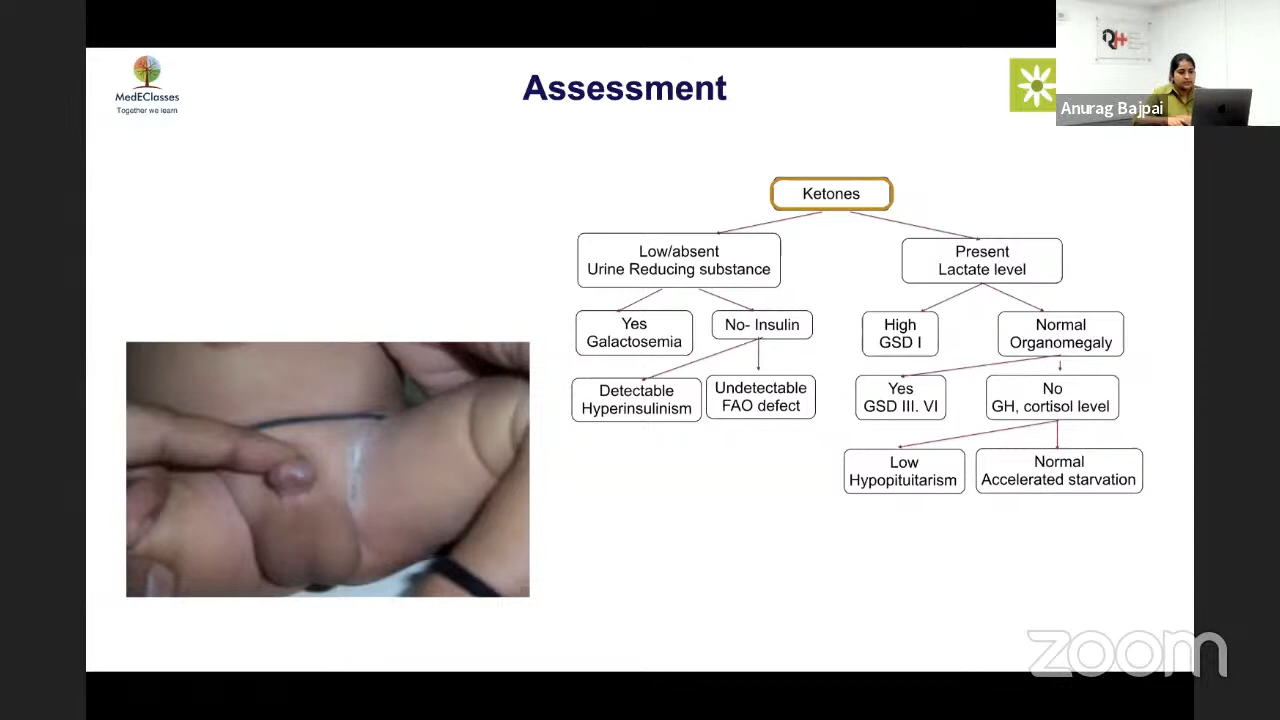 MedEClasses
Together we learn
Assessment
Anurag Bajpai
Ketones
Low/absent
Urine Reducing substance
Present
Lactate level
Yes
Galactosemia
No- Insulin
High
GSD I
Normal
Organomegaly
Detectable
Hyperinsulinism
Undetectable
FAO defect
Yes
GSD III. VI
No
GH, cortisol level
Low
Hypopituitarism
Normal
Accelerated starvation
zoom